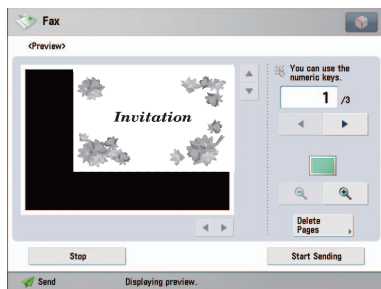 Fax
<Preview>
You can use the
numeric keys.
1 /3
Invitation
Delete
Pages
Stop
Start Sending
Send
Displaying preview.